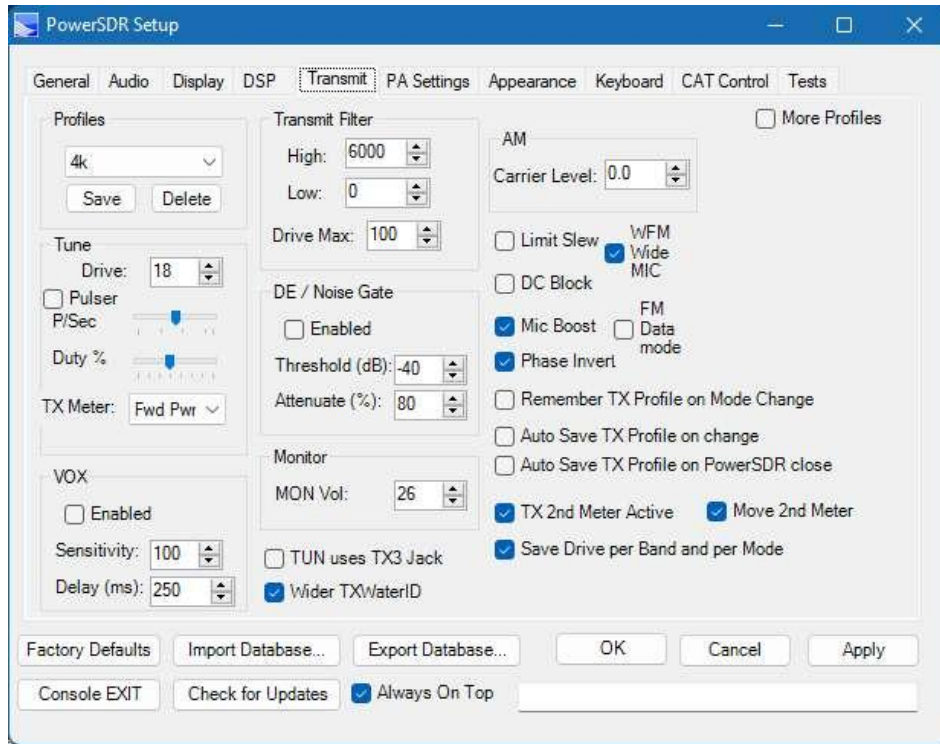 PowerSDR Setup
General Audio Display DSP Transmit PA Settings Appearance Keyboard CAT Control Tests
Profiles
4k
Save Delete
Tune
Drive: 18
Pulser
P/Sec
Duty %
TX Meter: Fwd Pwr
VOX
Enabled
Sensitivity: 100
Delay (ms): 250
Transmit Filter
High: 6000
Low: 0
Drive Max: 100
DE / Noise Gate
Enabled
Threshold (dB): -40
Attenuate (%): 80
Monitor
MON Vol: 26
TUN uses TX3 Jack
Wider TXWaterID
More Profiles
AM
Carrier Level: 0.0
Limit Slew
WFM
Wide
MIC
DC Block
Mic Boost
FM
Data
mode
Phase Invert
Remember TX Profile on Mode Change
Auto Save TX Profile on change
Auto Save TX Profile on PowerSDR close
TX 2nd Meter Active Move 2nd Meter
Save Drive per Band and per Mode
Factory Defaults Import Database... Export Database... OK Cancel Apply
Console EXIT Check for Updates Always On Top